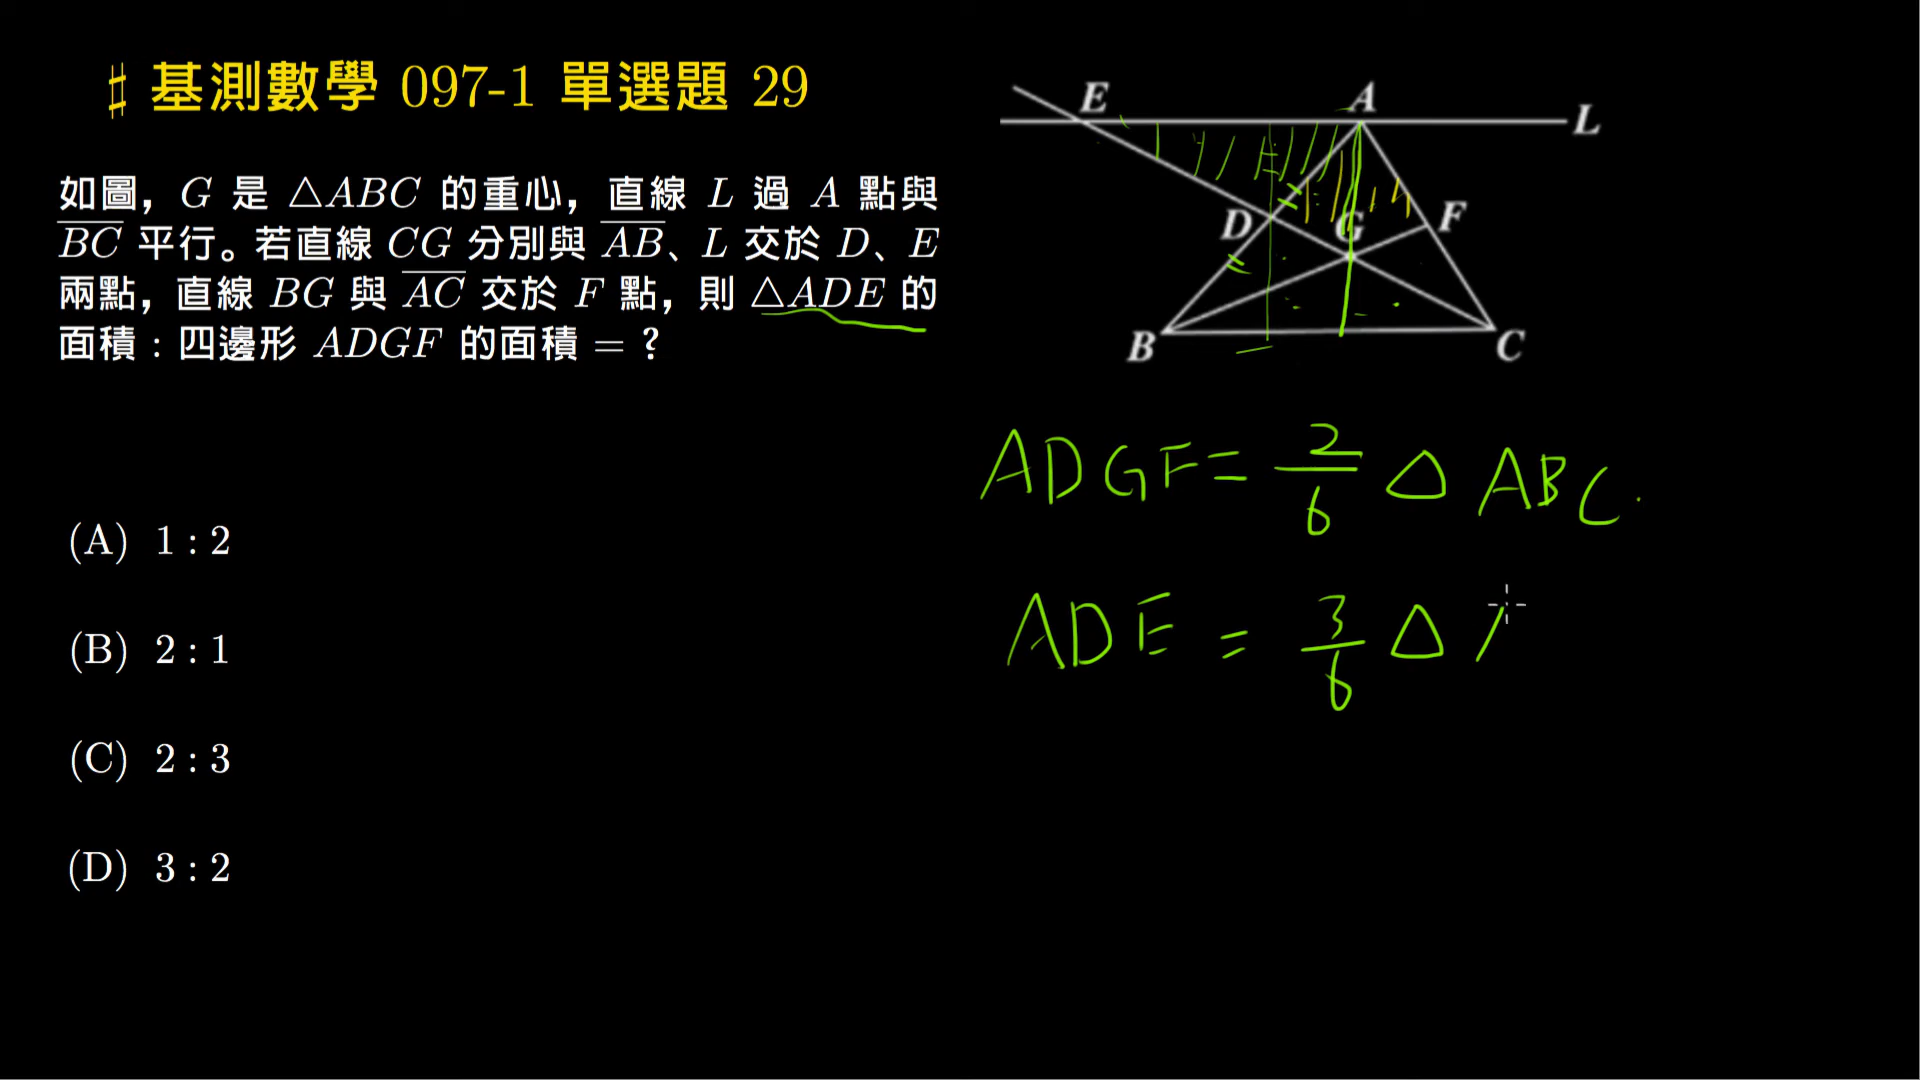 ♯ 基測數學 097-1 單選題 29
如圖，G 是 △ABC 的重心，直線 L 過 A 點與
BC 平行。若直線 CG 分別與 AB、L 交於 D、E
兩點，直線 BG 與 AC 交於 F 點，則 △ADE 的
面積 : 四邊形 ADGF 的面積 = ?
(A) 1 : 2
(B) 2 : 1
(C) 2 : 3
(D) 3 : 2
E A L
D G F
B C
ADGF = 2/6 △ ABC.
ADE = 3/6 △